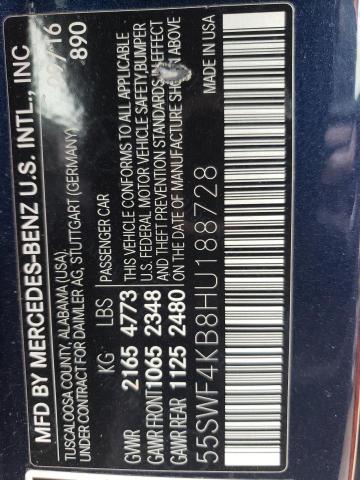 MFD BY MERCEDES-BENZ U.S. INTL., INC
TUSCALOOSA COUNTY, ALABAMA (USA),
UNDER CONTRACT FOR DAIMLER AG, STUTTGART (GERMANY)
/16
890
KG LBS
GVWR 2165 4773
GAWR FRONT 1065 2348
GAWR REAR 1125 2480
PASSENGER CAR
THIS VEHICLE CONFORMS TO ALL APPLICABLE
U.S. FEDERAL MOTOR VEHICLE SAFETY, BUMPER
AND THEFT PREVENTION STANDARDS IN EFFECT
ON DATE OF MANUFACTURE SHOWN ABOVE
55SWF4KB8HU188728
MADE IN USA